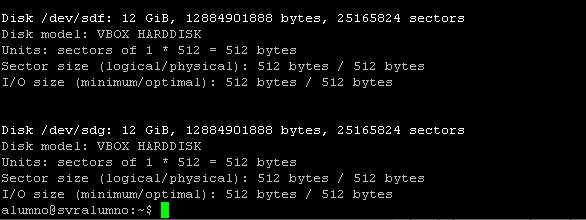 Disk /dev/sdf: 12 GiB, 12884901888 bytes, 25165824 sectors
Disk model: VBOX HARDDISK
Units: sectors of 1 * 512 = 512 bytes
Sector size (logical/physical): 512 bytes / 512 bytes
I/O size (minimum/optimal): 512 bytes / 512 bytes
Disk /dev/sdg: 12 GiB, 12884901888 bytes, 25165824 sectors
Disk model: VBOX HARDDISK
Units: sectors of 1 * 512 = 512 bytes
Sector size (logical/physical): 512 bytes / 512 bytes
I/O size (minimum/optimal): 512 bytes / 512 bytes
alumno@svralumno:~$